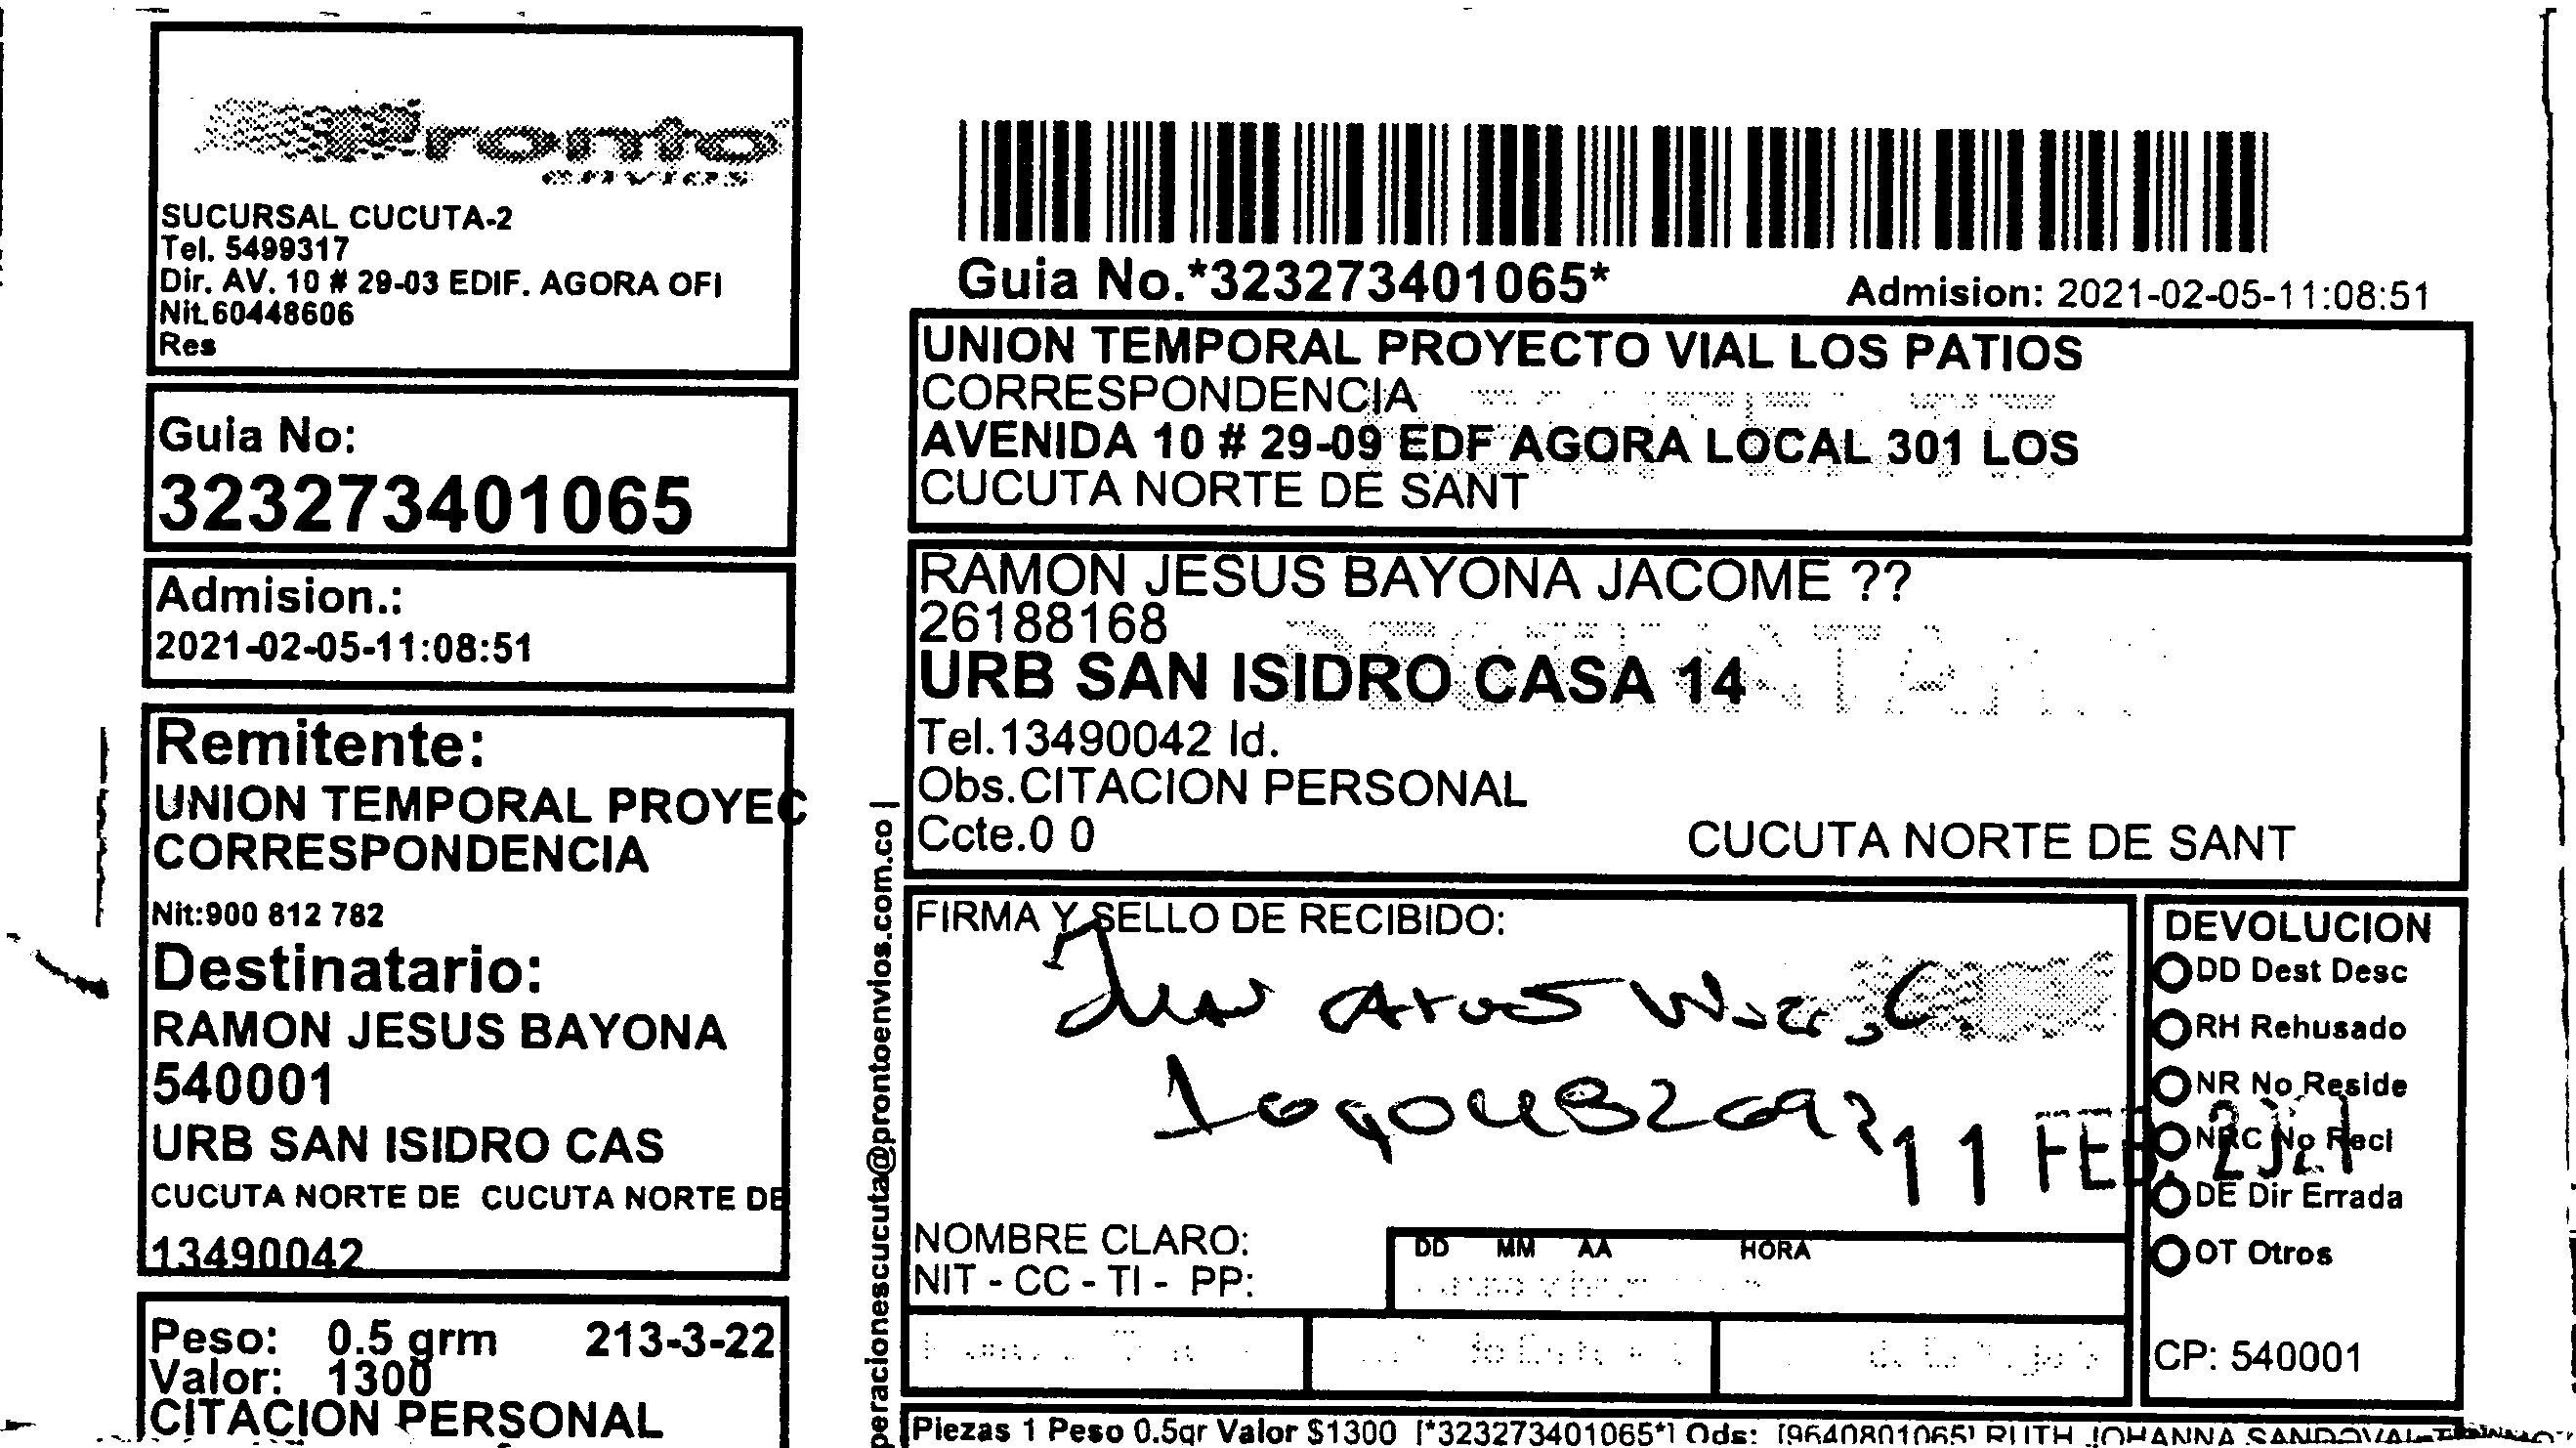 Pronto
envios
SUCURSAL CUCUTA-2
Tel. 5499317
Dir. AV. 10 # 29-03 EDIF. AGORA OFI
Nit.60448606
Res
Guia No:
323273401065
Admision.:
2021-02-05-11:08:51
Remitente:
UNION TEMPORAL PROYEC
CORRESPONDENCIA
Nit:900 812 782
Destinatario:
RAMON JESUS BAYONA
540001
URB SAN ISIDRO CAS
CUCUTA NORTE DE CUCUTA NORTE DE
13490042
Peso: 0.5 grm 213-3-22
Valor: 1300
CITACION PERSONAL
peracionescucuta@prontoenvios.com.co |
Guia No.*323273401065*
Admision: 2021-02-05-11:08:51
UNION TEMPORAL PROYECTO VIAL LOS PATIOS
CORRESPONDENCIA
AVENIDA 10 # 29-09 EDF AGORA LOCAL 301 LOS
CUCUTA NORTE DE SANT
RAMON JESUS BAYONA JACOME ??
26188168
URB SAN ISIDRO CASA 14
Tel.13490042 Id.
Obs.CITACION PERSONAL
Ccte.0 0 CUCUTA NORTE DE SANT
FIRMA Y SELLO DE RECIBIDO:
11 FEB. 2021
NOMBRE CLARO:
NIT - CC - TI - PP:
DD MM AA HORA
DEVOLUCION
DD Dest Desc
RH Rehusado
NR No Reside
NRC No Reci
DE Dir Errada
OT Otros
CP: 540001
Piezas 1 Peso 0.5gr Valor $1300 [*323273401065*] Ods: [9640801065] RUTH JOHANNA SANDOVAL